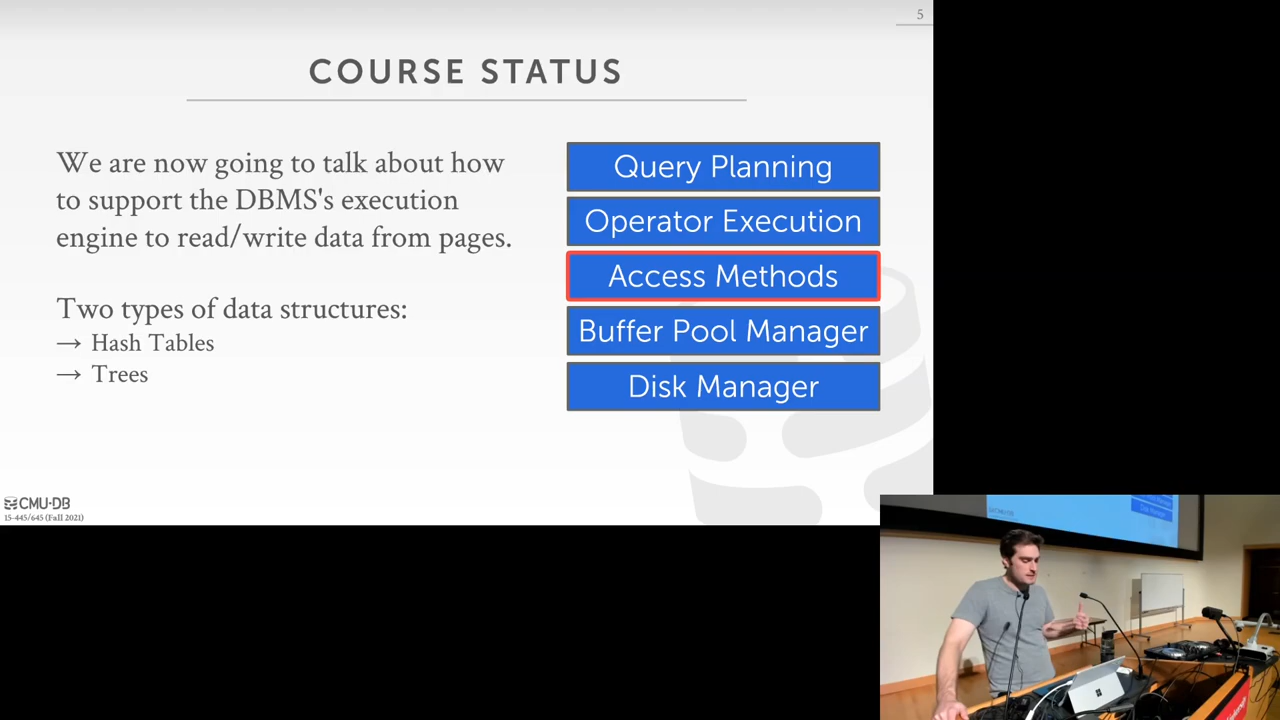 5
COURSE STATUS
We are now going to talk about how
to support the DBMS's execution
engine to read/write data from pages.
Two types of data structures:
→ Hash Tables
→ Trees
Query Planning
Operator Execution
Access Methods
Buffer Pool Manager
Disk Manager
CMU·DB
15-445/645 (Fall 2021)